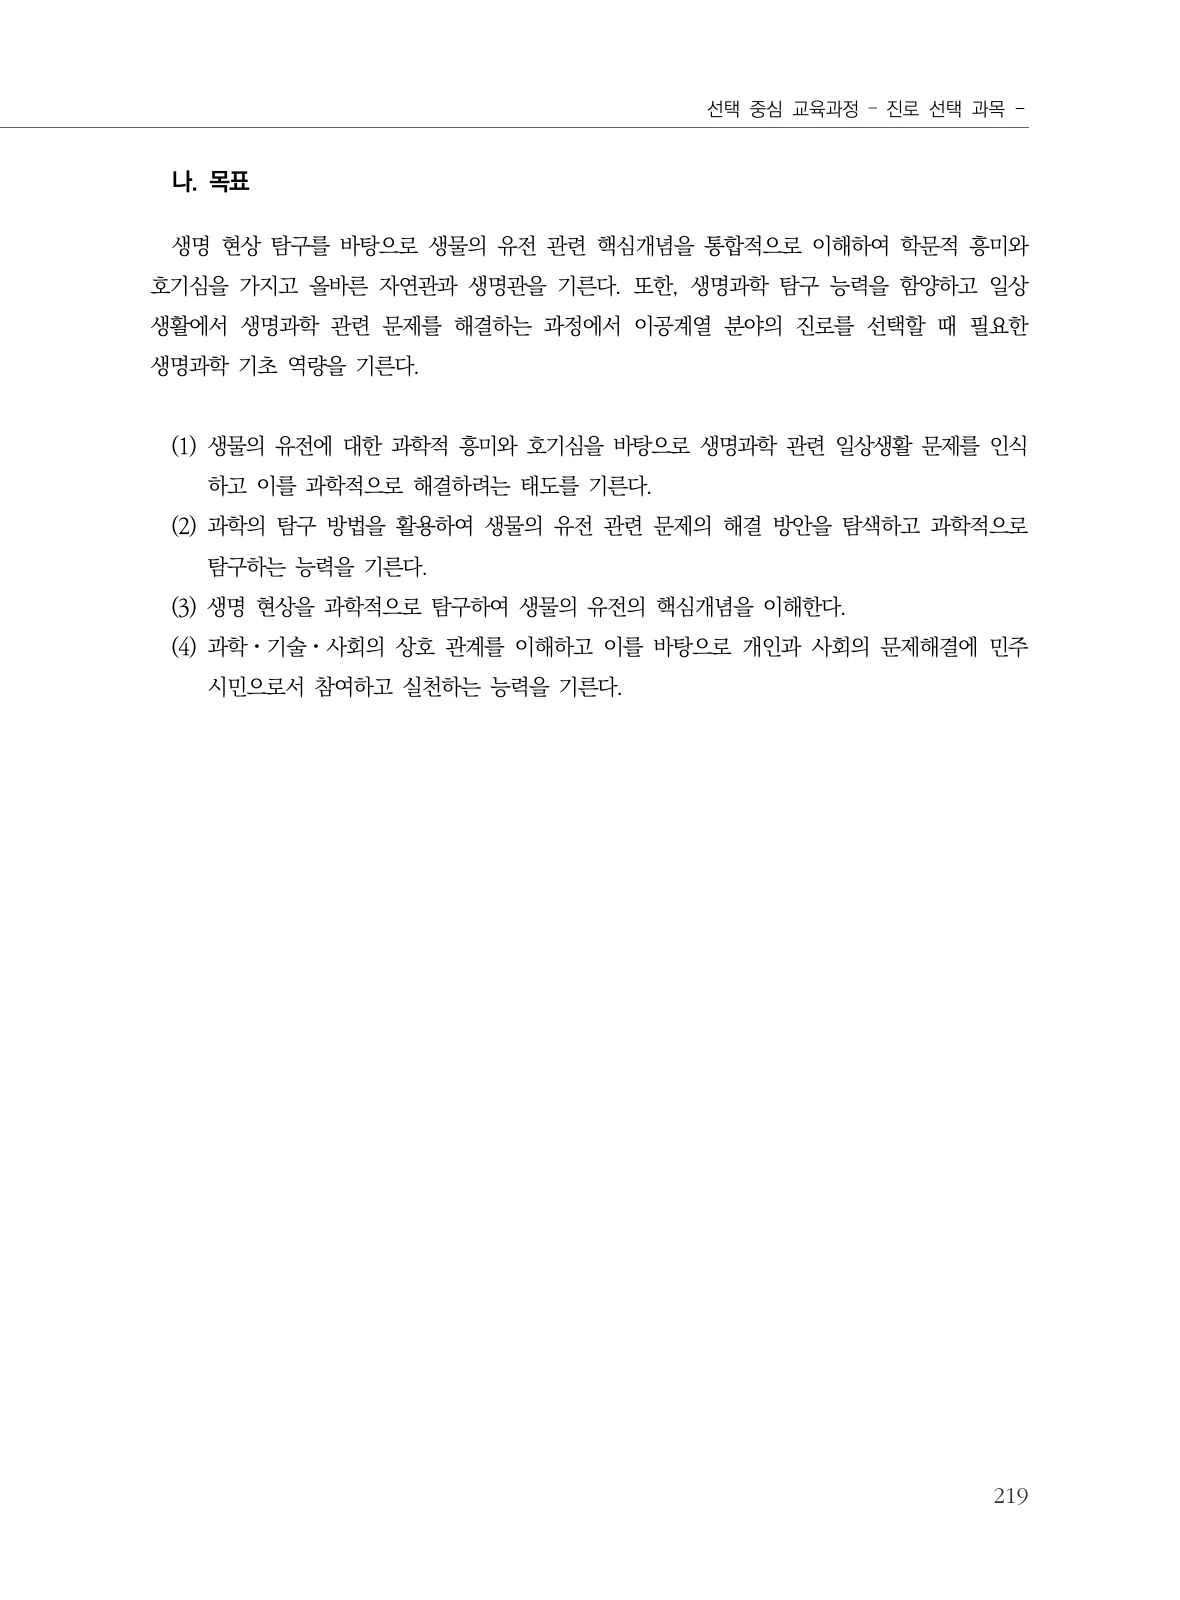 선택 중심 교육과정 - 진로 선택 과목 -
나. 목표
생명 현상 탐구를 바탕으로 생물의 유전 관련 핵심개념을 통합적으로 이해하여 학문적 흥미와
호기심을 가지고 올바른 자연관과 생명관을 기른다. 또한, 생명과학 탐구 능력을 함양하고 일상
생활에서 생명과학 관련 문제를 해결하는 과정에서 이공계열 분야의 진로를 선택할 때 필요한
생명과학 기초 역량을 기른다.
(1) 생물의 유전에 대한 과학적 흥미와 호기심을 바탕으로 생명과학 관련 일상생활 문제를 인식
하고 이를 과학적으로 해결하려는 태도를 기른다.
(2) 과학의 탐구 방법을 활용하여 생물의 유전 관련 문제의 해결 방안을 탐색하고 과학적으로
탐구하는 능력을 기른다.
(3) 생명 현상을 과학적으로 탐구하여 생물의 유전의 핵심개념을 이해한다.
(4) 과학・기술・사회의 상호 관계를 이해하고 이를 바탕으로 개인과 사회의 문제해결에 민주
시민으로서 참여하고 실천하는 능력을 기른다.
219